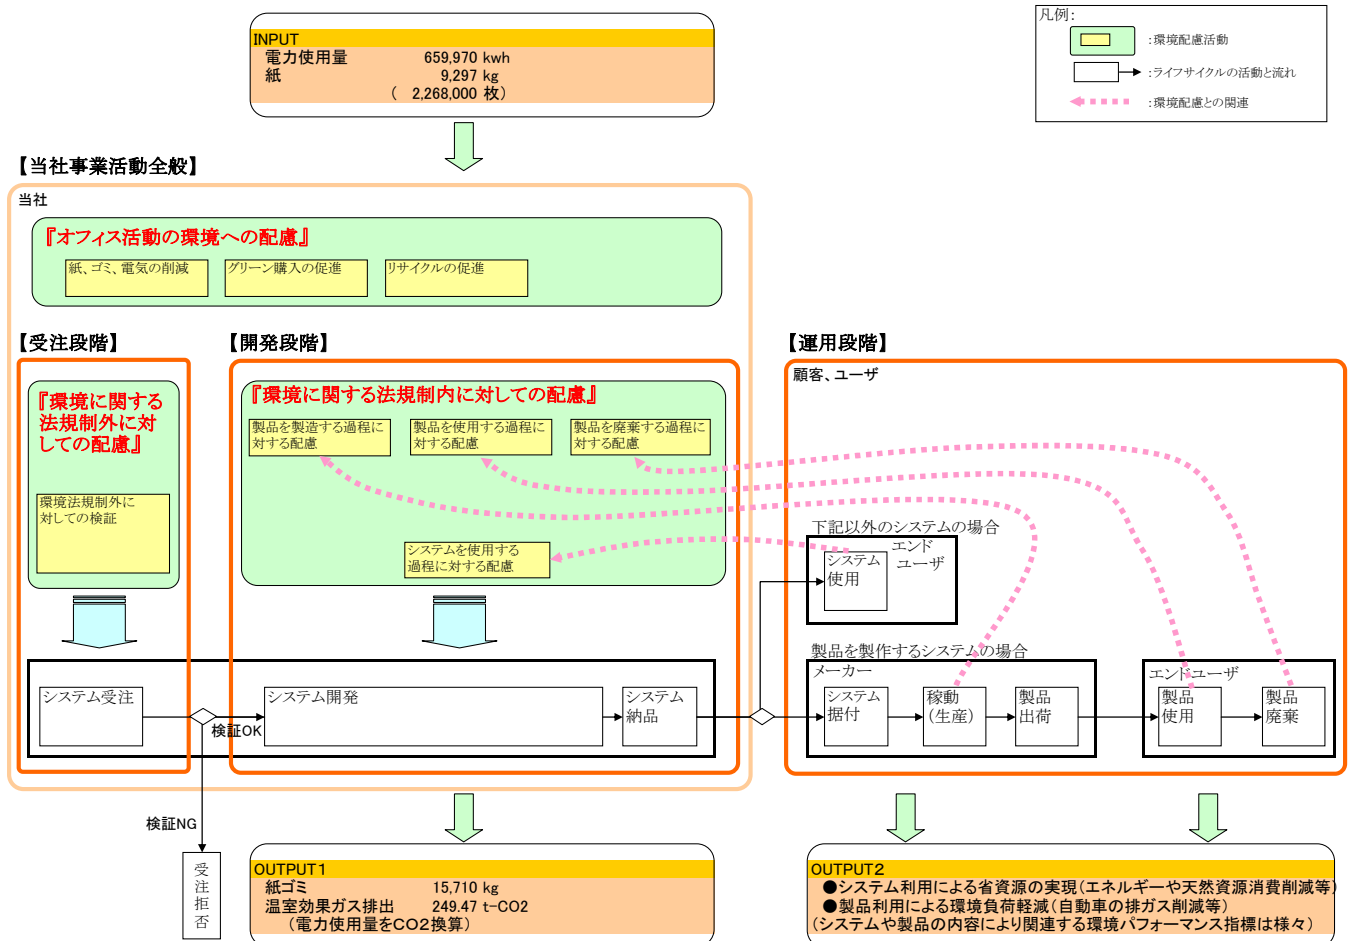 INPUT
電力使用量 659,970 kwh
紙 9,297 kg
( 2,268,000 枚)
凡例:
:環境配慮活動
:ライフサイクルの活動と流れ
:環境配慮との関連
【当社事業活動全般】
当社
『オフィス活動の環境への配慮』
紙、ゴミ、電気の削減
グリーン購入の促進
リサイクルの促進
【受注段階】
『環境に関する
法規制外に対
しての配慮』
環境法規制外に
対しての検証
【開発段階】
『環境に関する法規制内に対しての配慮』
製品を製造する過程に
対する配慮
製品を使用する過程に
対する配慮
製品を廃棄する過程に
対する配慮
システムを使用する
過程に対する配慮
【運用段階】
顧客、ユーザ
下記以外のシステムの場合
エンド
ユーザ
システム
使用
製品を製作するシステムの場合
メーカー
システム
据付
稼動
(生産)
製品
出荷
エンドユーザ
製品
使用
製品
廃棄
システム受注
検証OK
システム開発
システム
納品
検証NG
受
注
拒
否
OUTPUT1
紙ゴミ 15,710 kg
温室効果ガス排出 249.47 t-CO2
(電力使用量をCO2換算)
OUTPUT2
●システム利用による省資源の実現(エネルギーや天然資源消費削減等)
●製品利用による環境負荷軽減(自動車の排ガス削減等)
(システムや製品の内容により関連する環境パフォーマンス指標は様々)